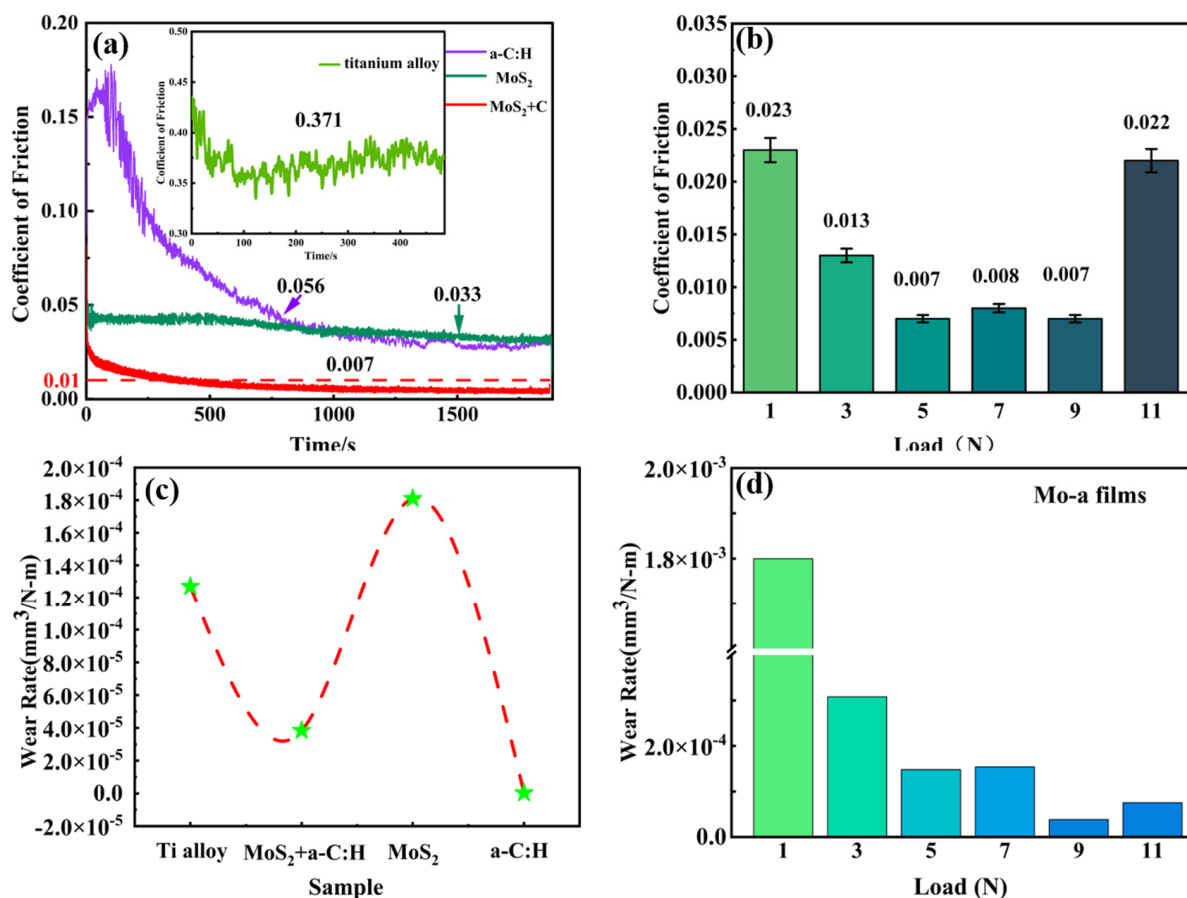 (a)
0.20
0.15
0.10
0.05
0.01
0.00
Coefficient of Friction
0
500
1000
1500
Time/s
a-C:H
MoS₂
MoS₂+C
0.056
0.033
0.007
titanium alloy
0.371
0.50
0.45
0.40
0.35
0.30
Cofficient of Friction
0
100
200
300
400
Time/s
(b)
0.035
0.030
0.025
0.020
0.015
0.010
0.005
0.000
Coefficient of Friction
0.023
0.013
0.007
0.008
0.007
0.022
1
3
5
7
9
11
Load（N）
(c)
2.0×10⁻⁴
1.8×10⁻⁴
1.6×10⁻⁴
1.4×10⁻⁴
1.2×10⁻⁴
1.0×10⁻⁴
8.0×10⁻⁵
6.0×10⁻⁵
4.0×10⁻⁵
2.0×10⁻⁵
0.0
-2.0×10⁻⁵
Wear Rate(mm³/N-m)
Ti alloy
MoS₂+a-C:H
MoS₂
a-C:H
Sample
(d)
Mo-a films
2.0×10⁻³
1.8×10⁻³
2.0×10⁻⁴
0.0
Wear Rate(mm³/N-m)
1
3
5
7
9
11
Load (N)